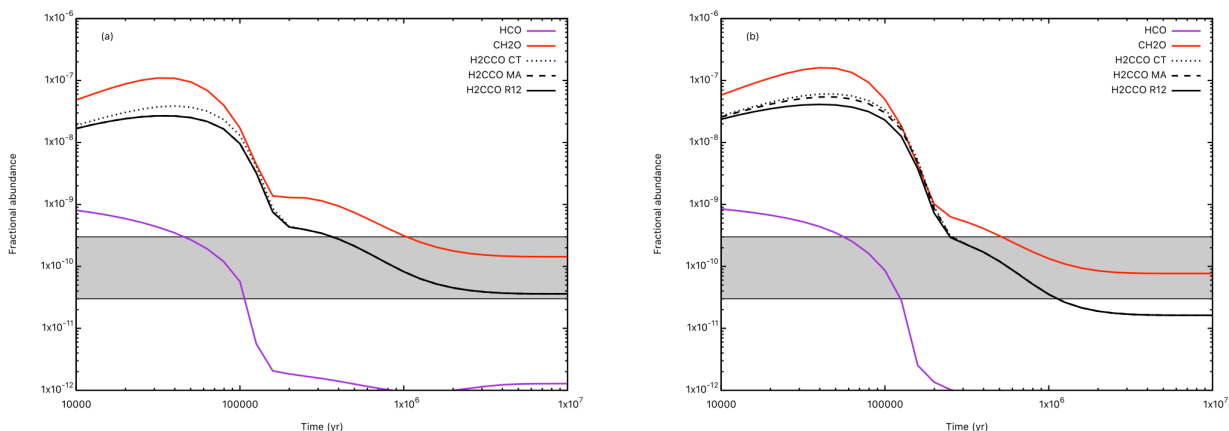 1x10-6
(a)
HCO
CH2O
H2CCO CT
H2CCO MA
H2CCO R12
1x10-7
1x10-8
1x10-9
1x10-10
1x10-11
1x10-12
Fractional abundance
10000
100000
1x10^6
1x10^7
Time (yr)
1x10-6
(b)
HCO
CH2O
H2CCO CT
H2CCO MA
H2CCO R12
1x10-7
1x10-8
1x10-9
1x10-10
1x10-11
1x10-12
Fractional abundance
10000
100000
1x10^6
1x10^7
Time (yr)